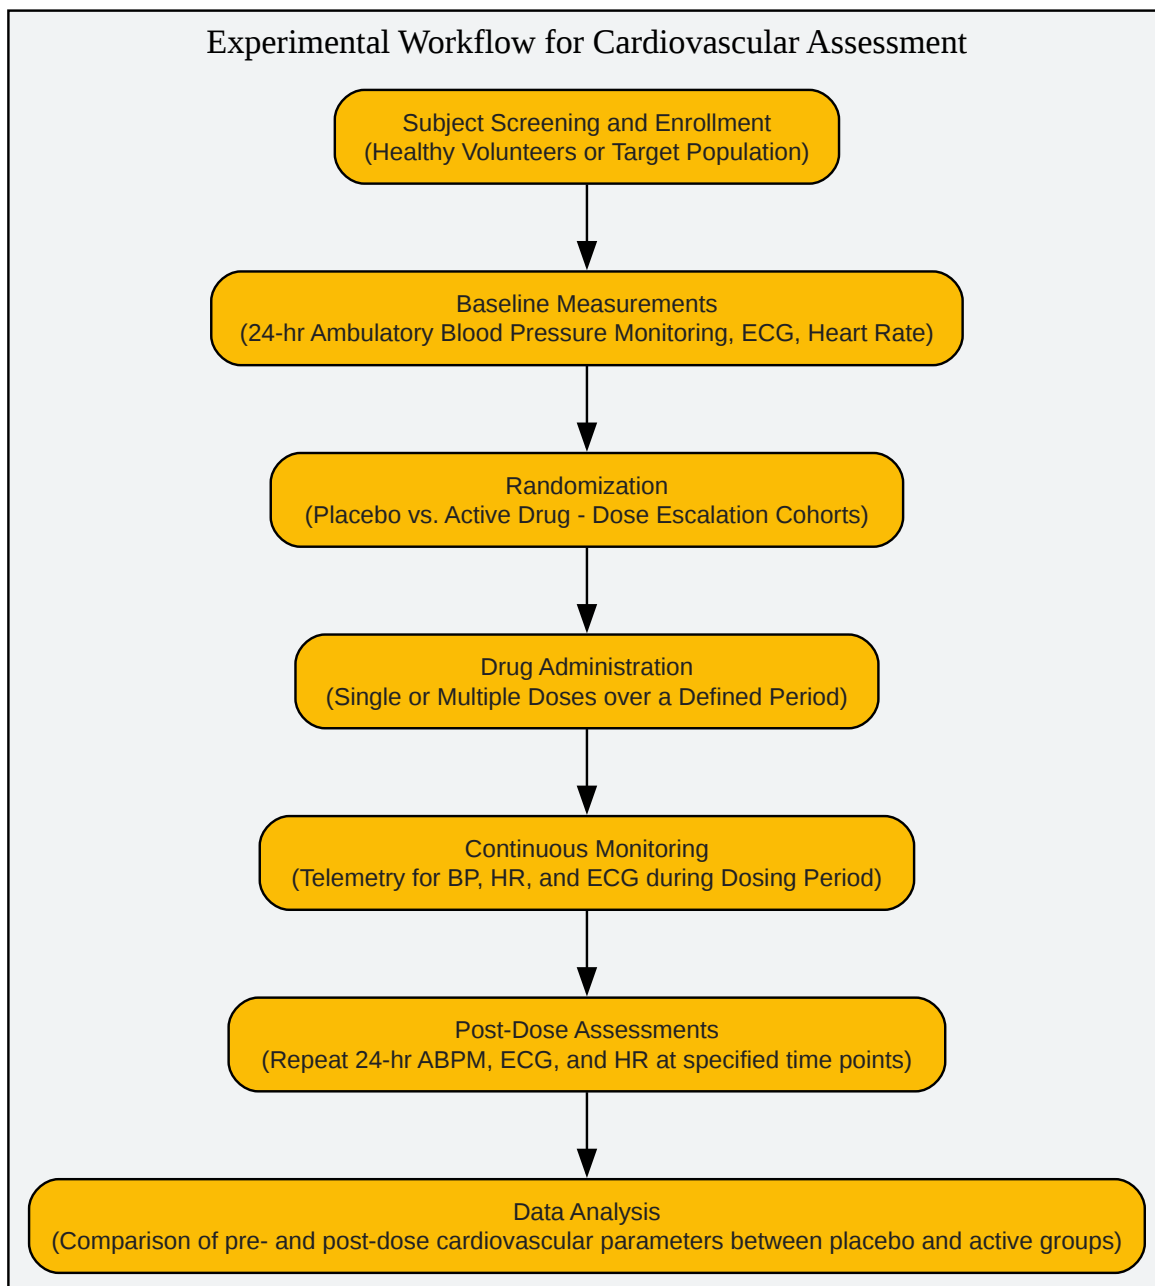 Experimental Workflow for Cardiovascular Assessment
Subject Screening and Enrollment
(Healthy Volunteers or Target Population)
Baseline Measurements
(24-hr Ambulatory Blood Pressure Monitoring, ECG, Heart Rate)
Randomization
(Placebo vs. Active Drug - Dose Escalation Cohorts)
Drug Administration
(Single or Multiple Doses over a Defined Period)
Continuous Monitoring
(Telemetry for BP, HR, and ECG during Dosing Period)
Post-Dose Assessments
(Repeat 24-hr ABPM, ECG, and HR at specified time points)
Data Analysis
(Comparison of pre- and post-dose cardiovascular parameters between placebo and active groups)